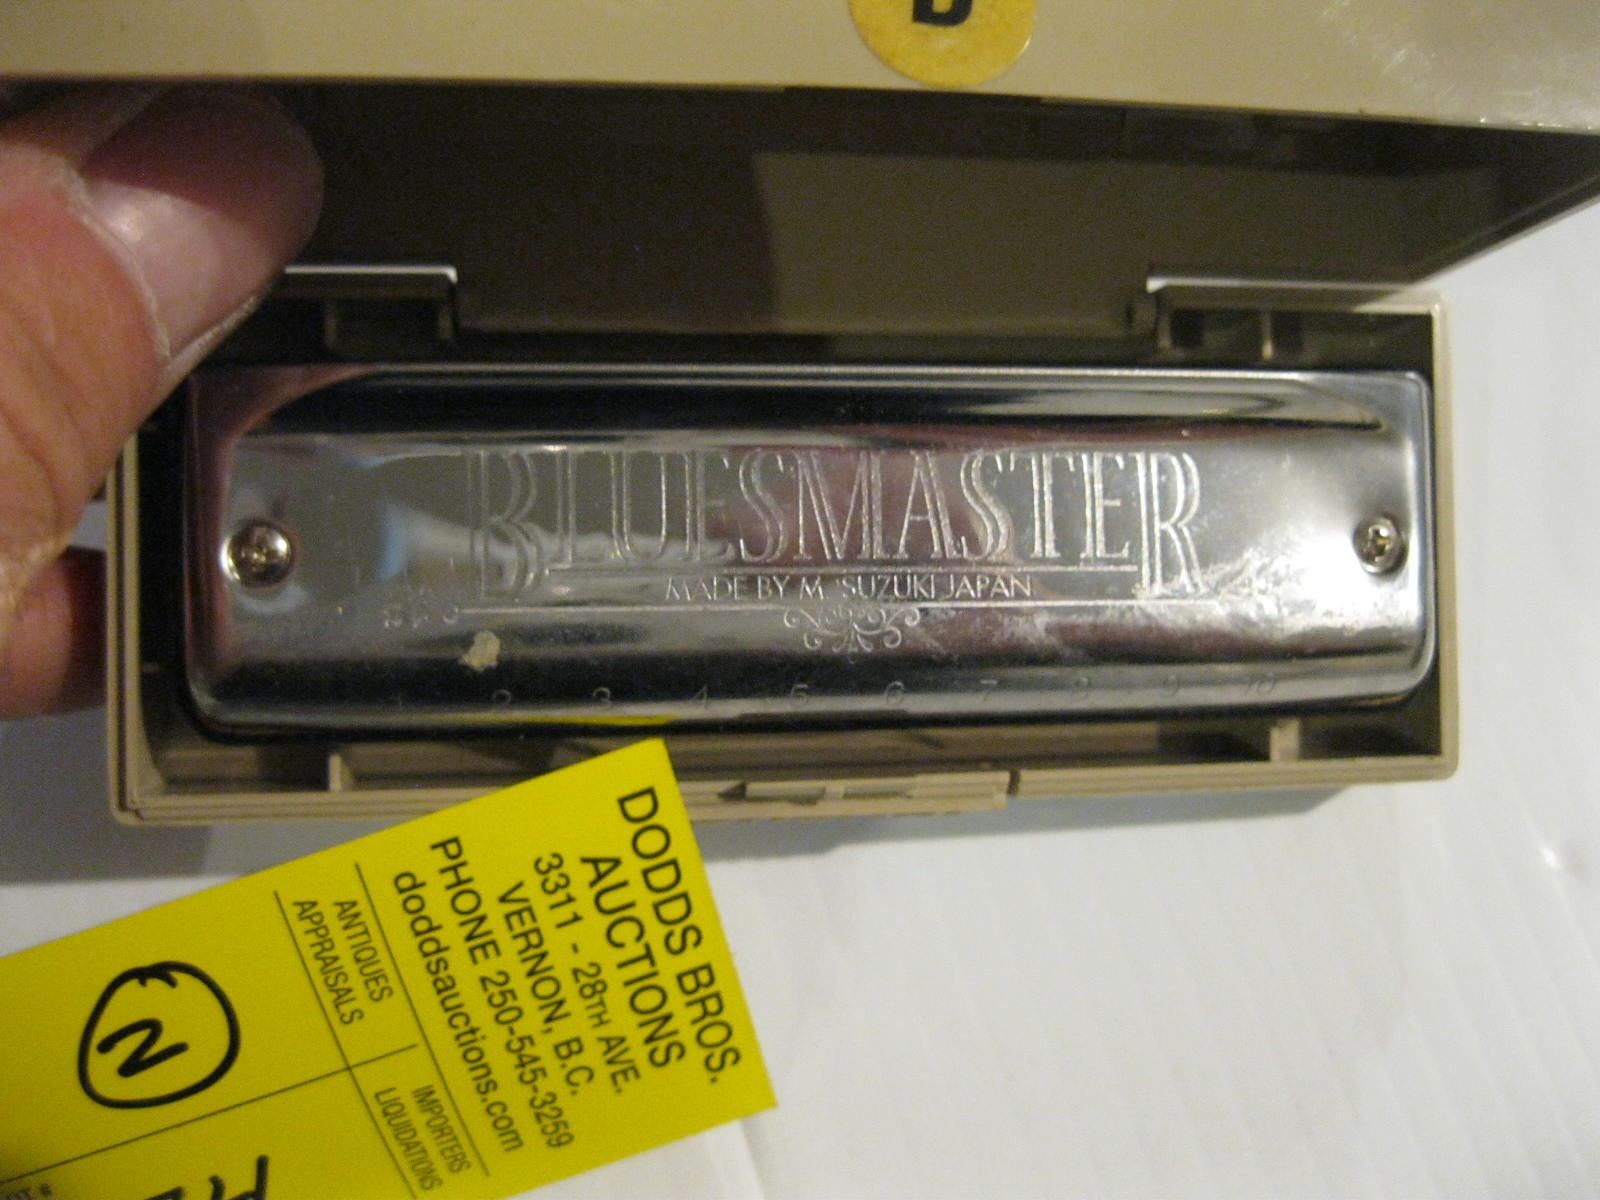 BLUESMASTER
MADE BY M. SUZUKI JAPAN
1 2 3 4 5 6 7 8 9 10
DODDS BROS.
AUCTIONS
3311 - 28TH AVE.
VERNON, B.C.
PHONE 250-545-3259
doddsauctions.com
ANTIQUES
APPRAISALS
IMPORTERS
LIQUIDATIONS
N